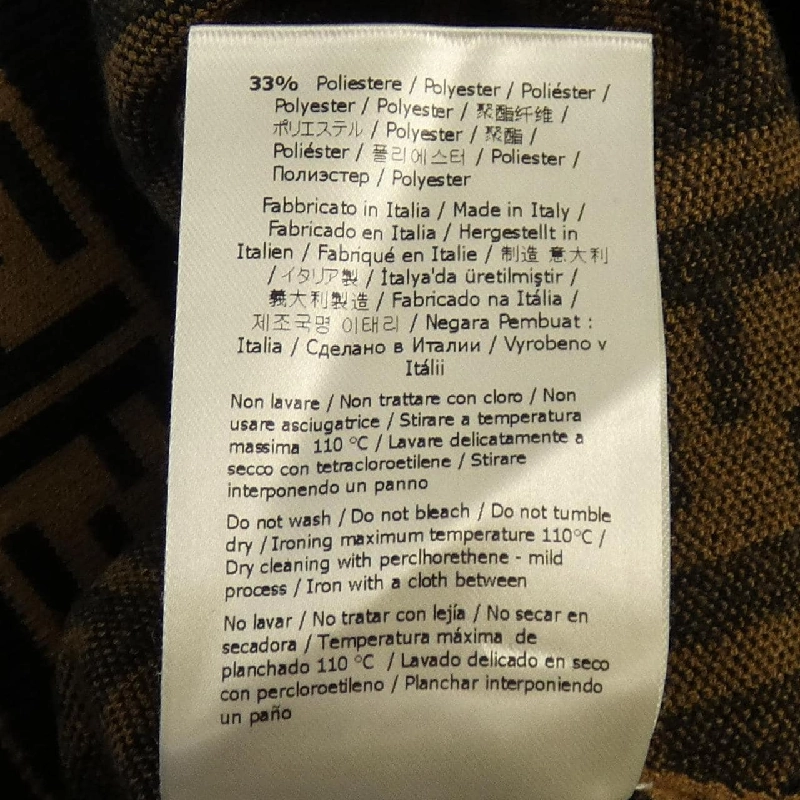 33% Poliestere / Polyester / Poliéster /
Polyester / Polyester / 聚酯纤维 /
ポリエステル / Polyester / 聚酯 /
Poliéster / 폴리에스터 / Poliester /
Полиэстер / Polyester
Fabbricato in Italia / Made in Italy /
Fabricado en Italia / Hergestellt in
Italien / Fabriqué en Italie / 制造 意大利
/ イタリア製 / İtalya'da üretilmiştir /
義大利製造 / Fabricado na Itália /
제조국명 이태리 / Negara Pembuat :
Italia / Сделано в Италии / Vyrobeno v
Itálii
Non lavare / Non trattare con cloro / Non
usare asciugatrice / Stirare a temperatura
massima 110 °C / Lavare delicatamente a
secco con tetracloroetilene / Stirare
interponendo un panno
Do not wash / Do not bleach / Do not tumble
dry / Ironing maximum temperature 110°C /
Dry cleaning with perclhorethene - mild
process / Iron with a cloth between
No lavar / No tratar con lejía / No secar en
secadora / Temperatura máxima de
planchado 110 °C / Lavado delicado en seco
con percloroetileno / Planchar interponiendo
un paño